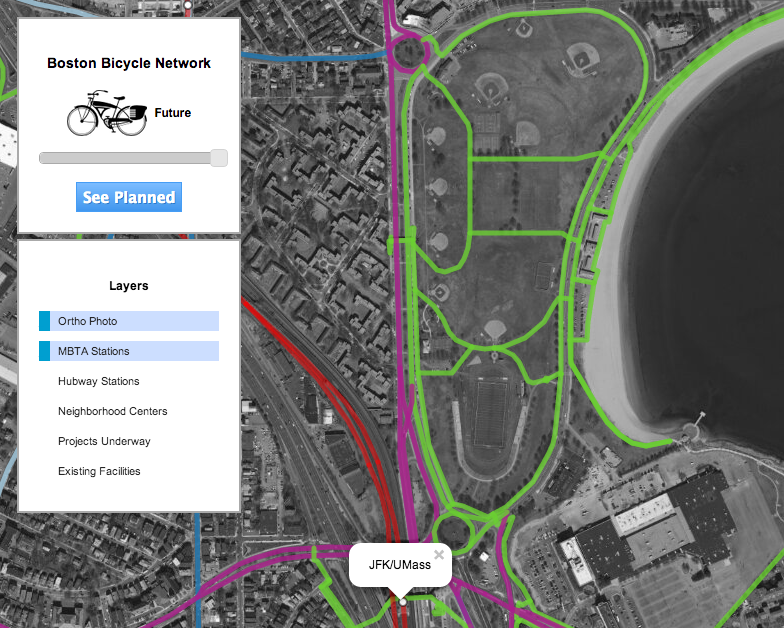 Boston Bicycle Network
Future
See Planned
Layers
Ortho Photo
MBTA Stations
Hubway Stations
Neighborhood Centers
Projects Underway
Existing Facilities
JFK/UMass